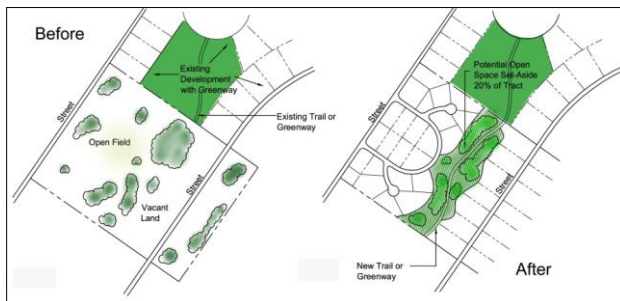 Before
Existing
Development
with Greenway
Existing Trail or
Greenway
Street
Open Field
Street
Vacant
Land
Potential Open
Space Set-Aside
20% of Tract
Street
Street
New Trail or
Greenway
After